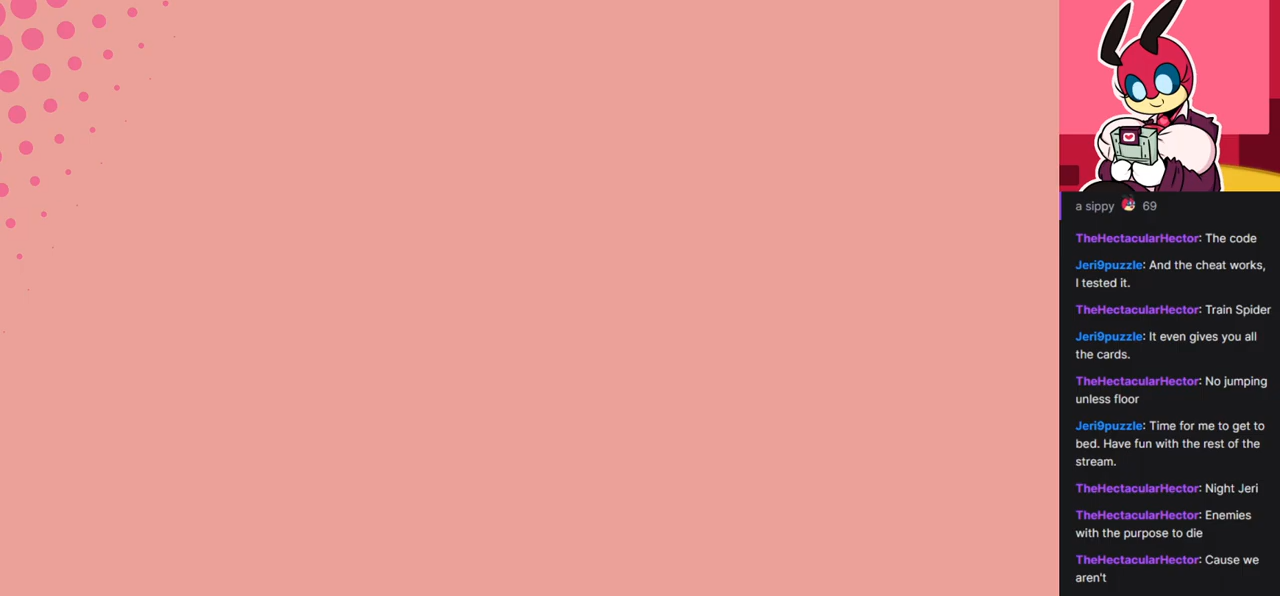 a sippy 69
TheHectacularHector: The code
Jeri9puzzle: And the cheat works,
I tested it.
TheHectacularHector: Train Spider
Jeri9puzzle: It even gives you all
the cards.
TheHectacularHector: No jumping
unless floor
Jeri9puzzle: Time for me to get to
bed. Have fun with the rest of the
stream.
TheHectacularHector: Night Jeri
TheHectacularHector: Enemies
with the purpose to die
TheHectacularHector: Cause we
aren't